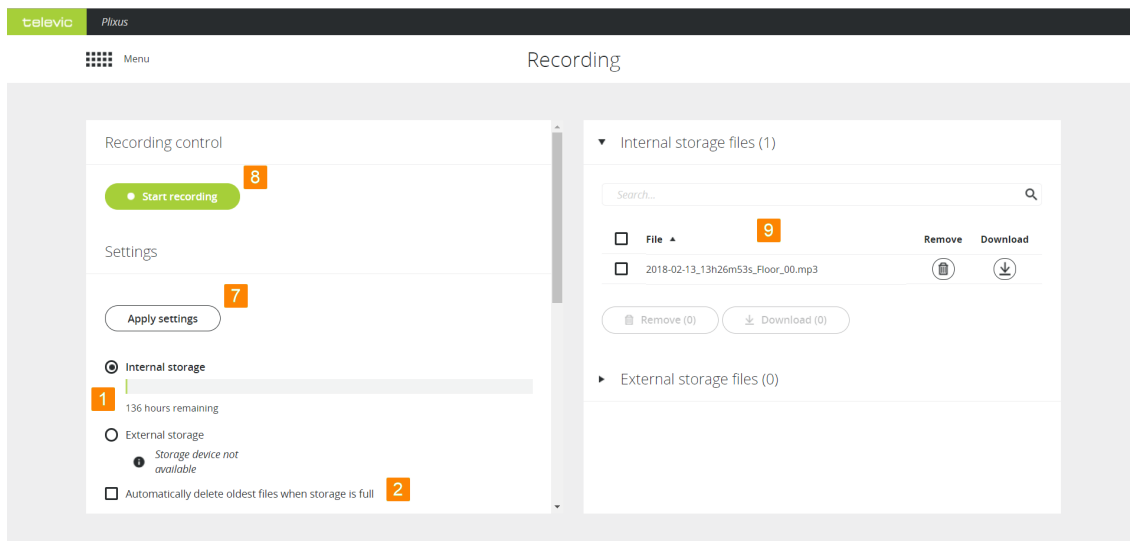 televic Plixus
Menu
Recording
Recording control
8
Start recording
Settings
7
Apply settings
Internal storage
1
136 hours remaining
External storage
Storage device not
available
Automatically delete oldest files when storage is full 2
Internal storage files (1)
Search...
9
File Remove Download
2018-02-13_13h26m53s_Floor_00.mp3
Remove (0) Download (0)
External storage files (0)